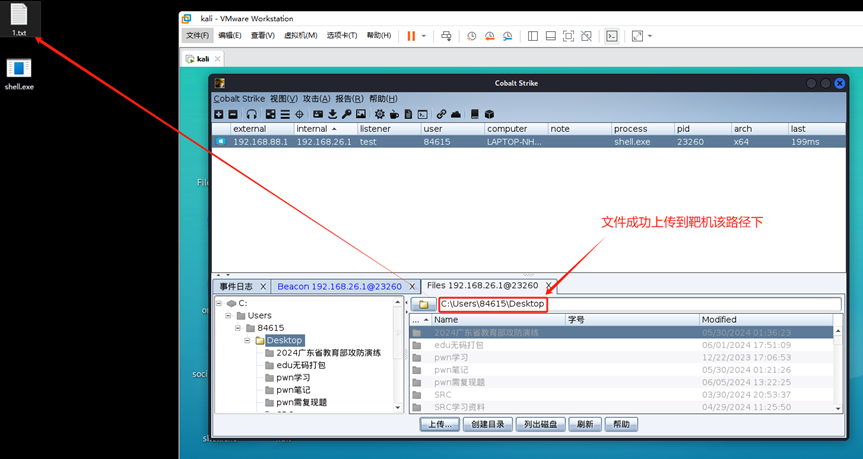 1.txt
shell.exe
kali - VMware Workstation
文件(F) 编辑(E) 查看(V) 虚拟机(M) 选项卡(T) 帮助(H)
kali
Cobalt Strike
Cobalt Strike 视图(V) 攻击(A) 报告(R) 帮助(H)
external internal listener user computer note process pid arch last
192.168.88.1 192.168.26.1 test 84615 LAPTOP-NH... shell.exe 23260 x64 199ms
文件成功上传到靶机该路径下
事件日志 X Beacon 192.168.26.1@23260 X Files 192.168.26.1@23260 X
C:
Users
84615
Desktop
2024广东省教育部攻防演练
edu无码打包
pwn学习
pwn笔记
pwn需复现题
C:\Users\84615\Desktop
... Name 字号 Modified
2024广东省教育部攻防演练 05/30/2024 01:36:23
edu无码打包 06/01/2024 17:51:09
pwn学习 12/22/2023 17:06:53
pwn笔记 05/30/2024 01:21:26
pwn需复现题 06/05/2024 13:22:25
SRC 03/30/2024 20:53:37
SRC学习资料 04/29/2024 11:25:50
上传... 创建目录 列出磁盘 刷新 帮助